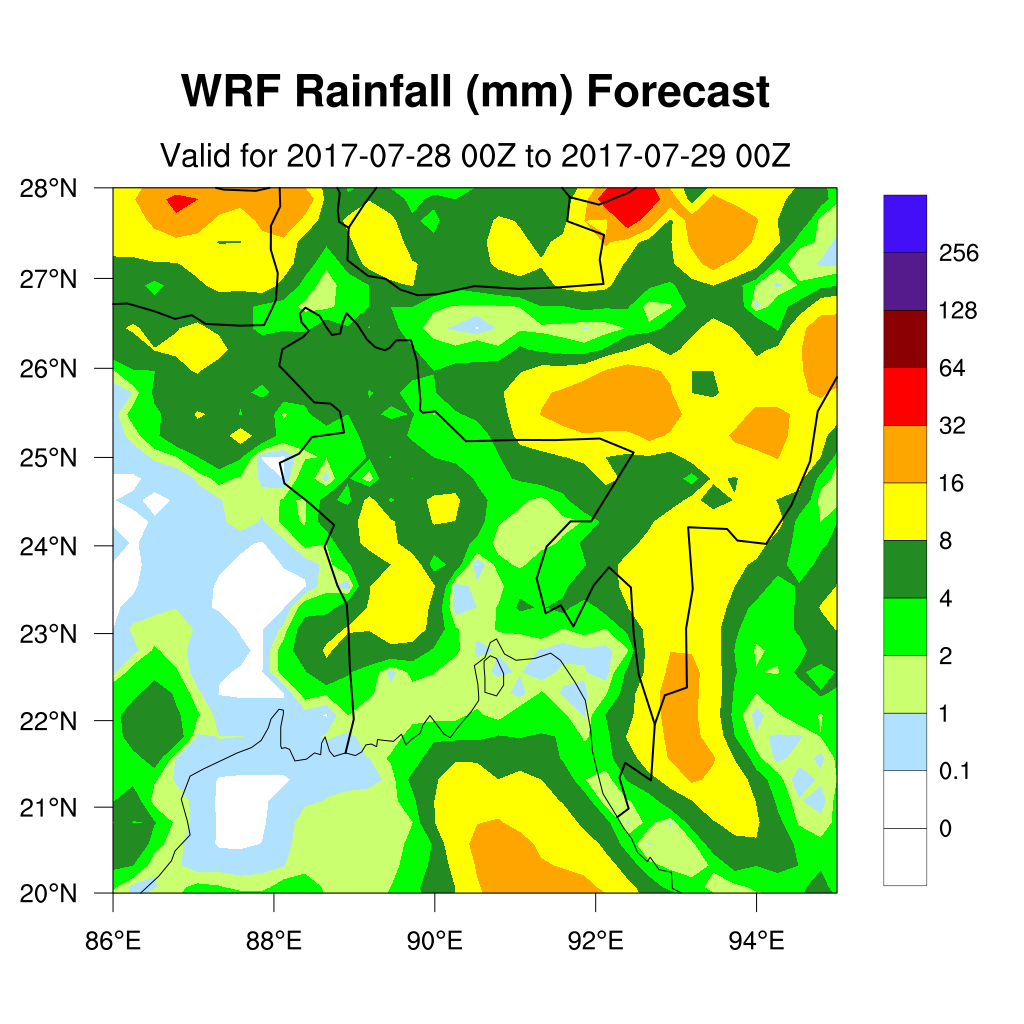 WRF Rainfall (mm) Forecast
Valid for 2017-07-28 00Z to 2017-07-29 00Z
28°N
27°N
26°N
25°N
24°N
23°N
22°N
21°N
20°N
86°E 88°E 90°E 92°E 94°E
256
128
64
32
16
8
4
2
1
0.1
0